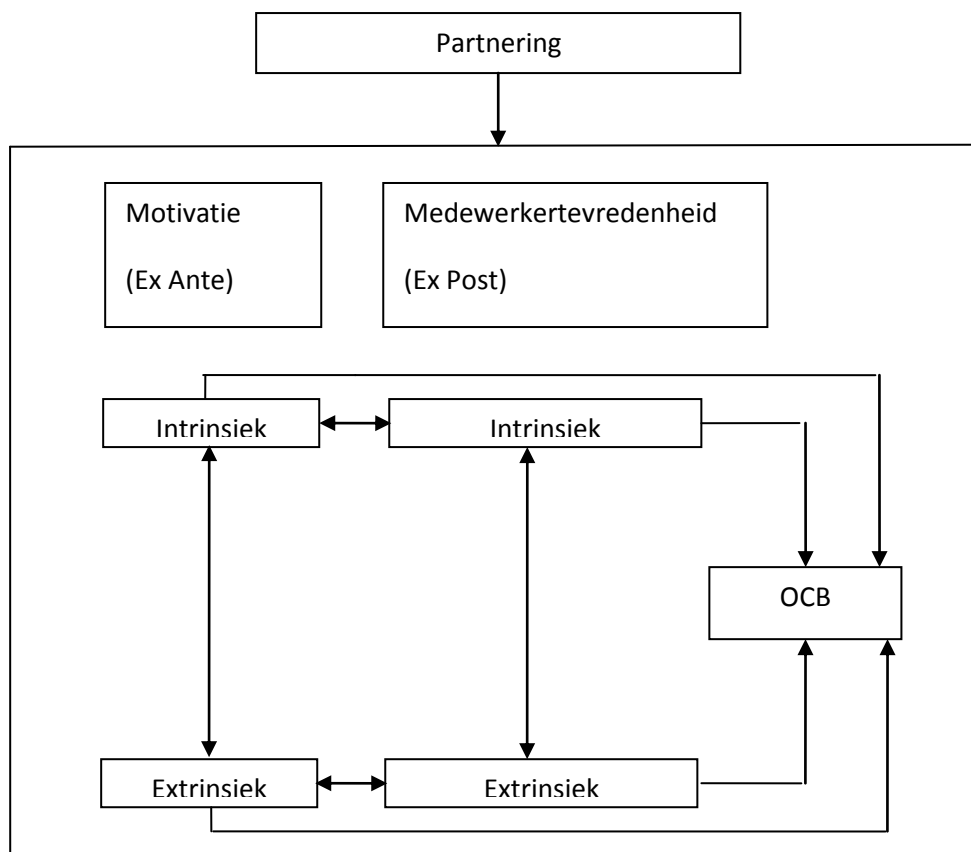 Partnering
Motivatie
(Ex Ante)
Medewerkertevredenheid
(Ex Post)
Intrinsiek
Intrinsiek
OCB
Extrinsiek
Extrinsiek